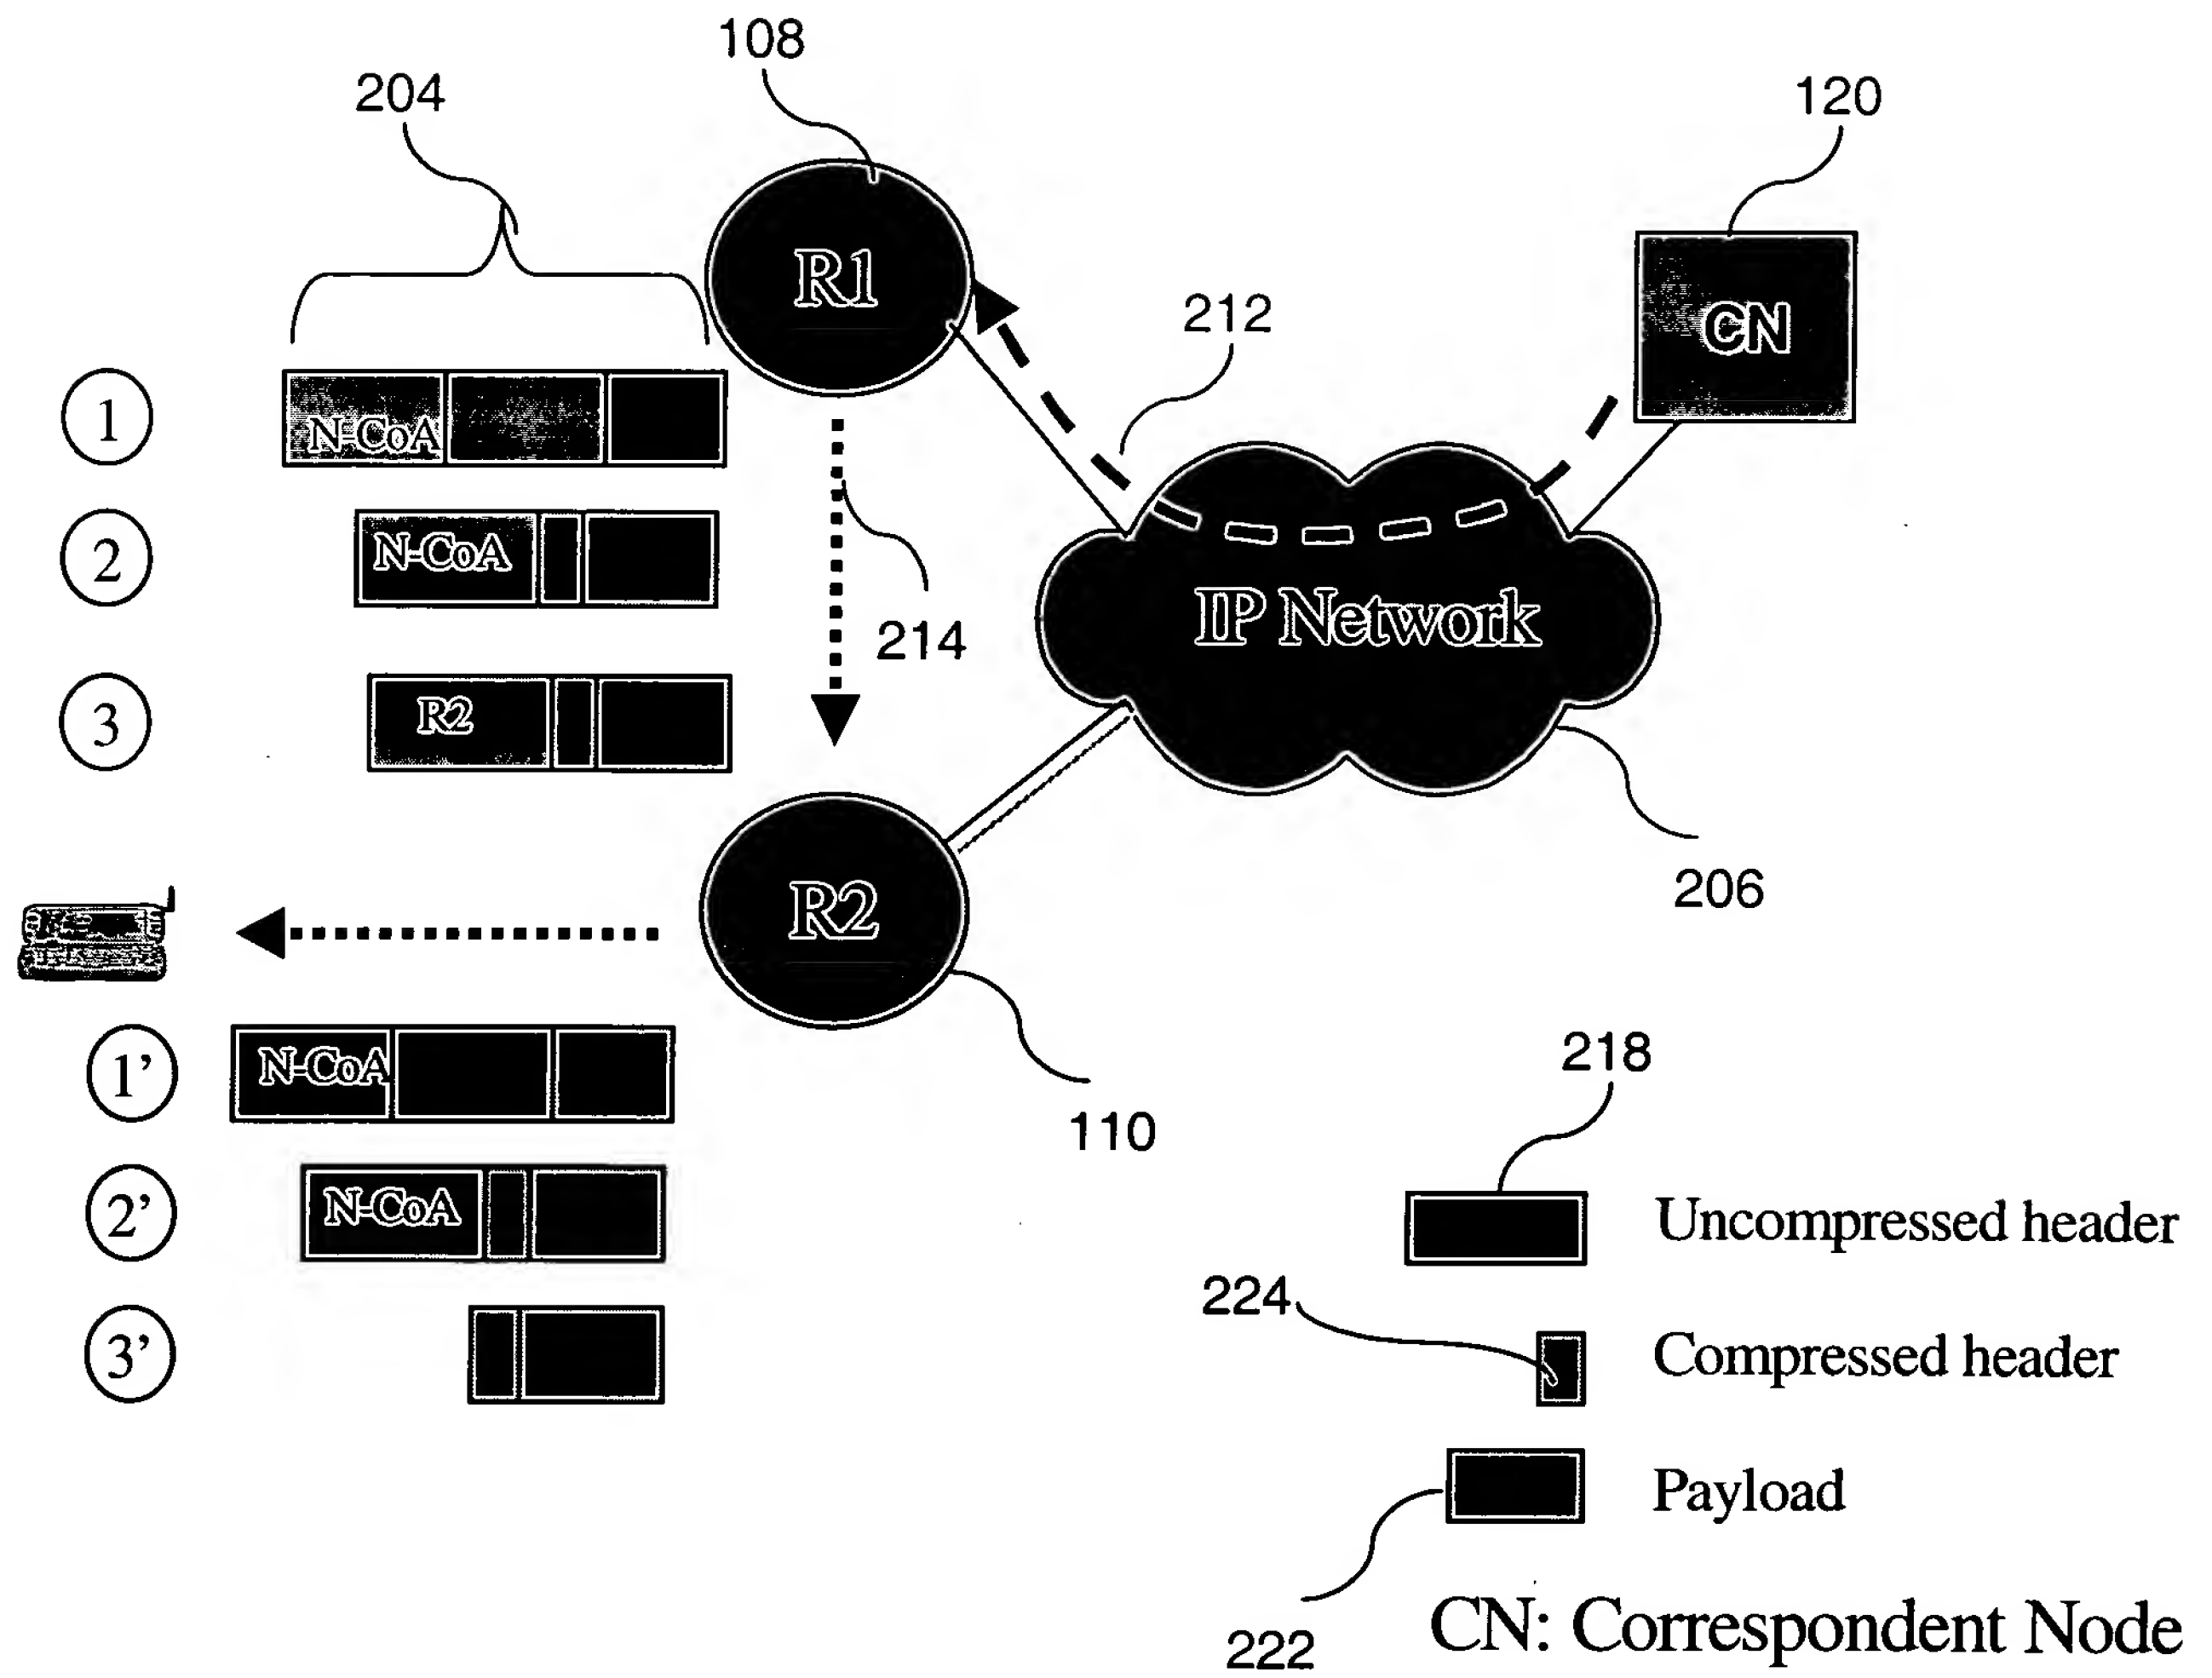 108
204
120
R1
212
CN
1
N-CoA
2
N-CoA
IP Network
214
3
R2
206
R2
218
1’
N-CoA
110
2’
N-CoA
Uncompressed header
224
3’
Compressed header
Payload
222
CN: Correspondent Node